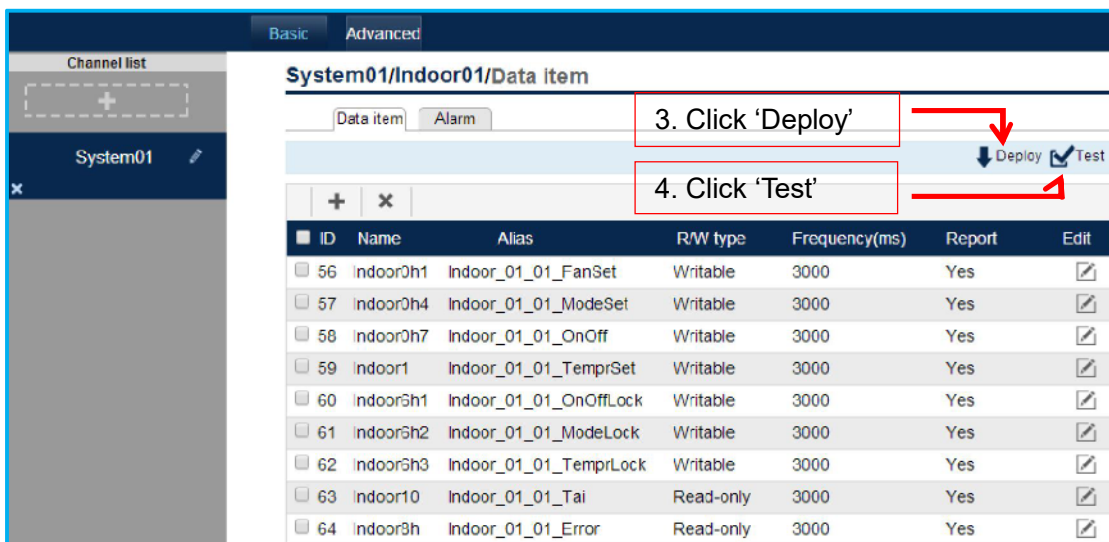 Basic Advanced
Channel list
System01/Indoor01/Data item
Data item Alarm
3. Click ‘Deploy’
System01
Deploy Test
4. Click ‘Test’
ID Name Alias R/W type Frequency(ms) Report Edit
56 Indoor0h1 Indoor_01_01_FanSet Writable 3000 Yes
57 Indoor0h4 Indoor_01_01_ModeSet Writable 3000 Yes
58 Indoor0h7 Indoor_01_01_OnOff Writable 3000 Yes
59 Indoor1 Indoor_01_01_TemprSet Writable 3000 Yes
60 Indoor6h1 Indoor_01_01_OnOffLock Writable 3000 Yes
61 Indoor6h2 Indoor_01_01_ModeLock Writable 3000 Yes
62 Indoor6h3 Indoor_01_01_TemprLock Writable 3000 Yes
63 Indoor10 Indoor_01_01_Tai Read-only 3000 Yes
64 Indoor8h Indoor_01_01_Error Read-only 3000 Yes